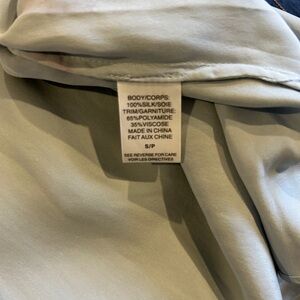 BODY/CORPS:
100%SILK/SOIE
TRIM/GARNITURE:
65%POLYAMIDE
35%VISCOSE
MADE IN CHINA
FAIT AUX CHINE
S/P
SEE REVERSE FOR CARE
VOIR LES DIRECTIVES